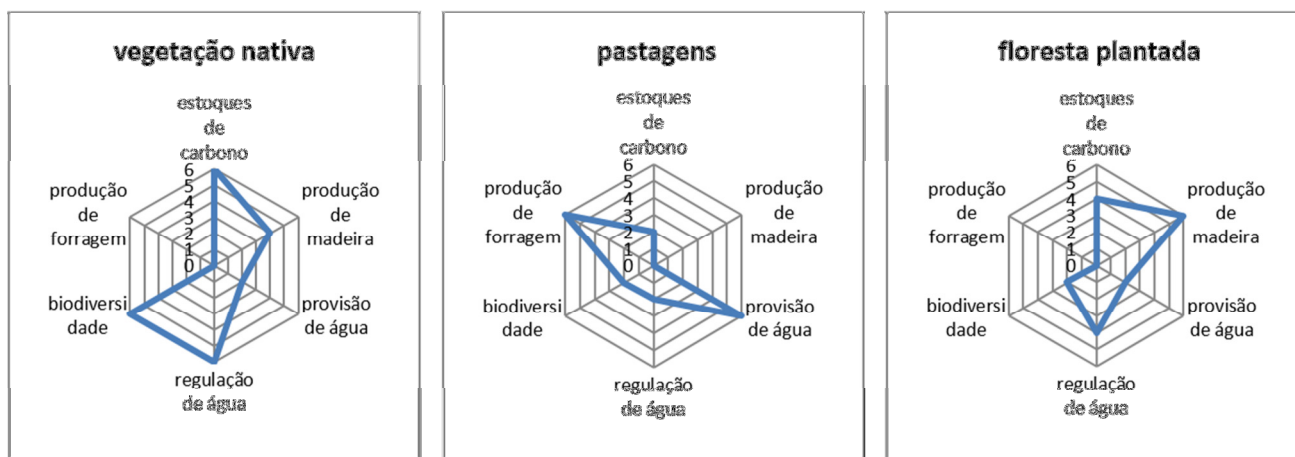 vegetação nativa
estoques
de
carbono
6
5
4
3
2
1
0
produção
de
madeira
provisão
de água
regulação
de água
biodiversi
dade
produção
de
forragem
pastagens
estoques
de
carbono
6
5
4
3
2
1
0
produção
de
madeira
provisão
de água
regulação
de água
biodiversi
dade
produção
de
forragem
floresta plantada
estoques
de
carbono
6
5
4
3
2
1
0
produção
de
madeira
provisão
de água
regulação
de água
biodiversi
dade
produção
de
forragem